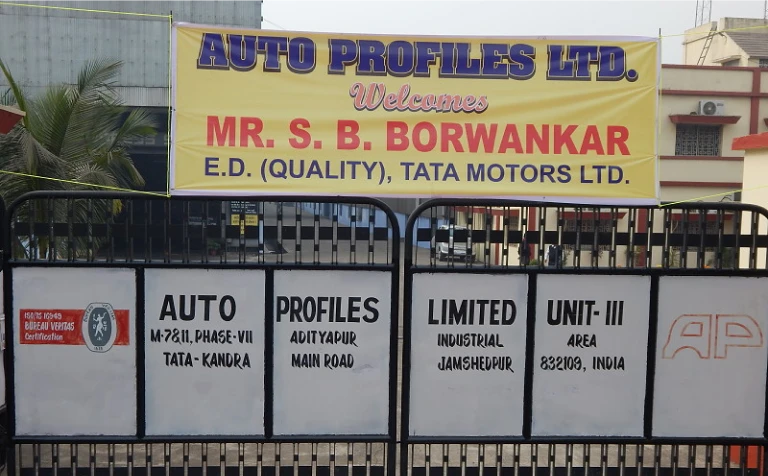 AUTO PROFILES LTD.
Welcomes
MR. S. B. BORWANKAR
E.D. (QUALITY), TATA MOTORS LTD.
BUREAU VERITAS
Certification
AUTO PROFILES LIMITED UNIT-III
M-7&11, PHASE-VII ADITYAPUR INDUSTRIAL AREA
TATA-KANDRA MAIN ROAD JAMSHEDPUR 832109, INDIA
AP